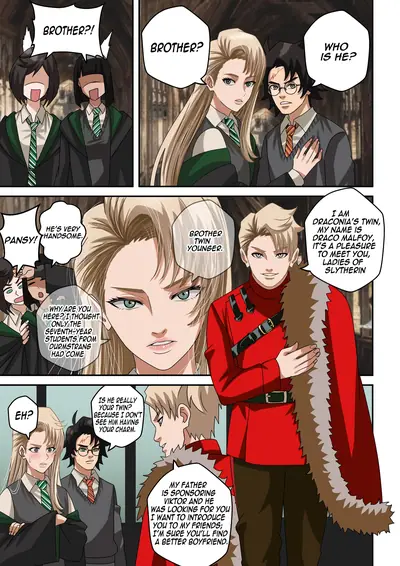 WHO
IS HE?
BROTHER?
BROTHER?!
I AM
DRACONIA'S TWIN,
MY NAME IS
DRACO MALFOY,
IT'S A PLEASURE
TO MEET YOU,
LADIES OF
SLYTHERIN
BROTHER
TWIN
YOUNGER.
HE'S VERY
HANDSOME.
PANSY!
WHY ARE
YOU
HERE? I
THOUGHT
ONLY THE
SEVENTH-YEAR
STUDENTS FROM
DURMSTRANG
HAD COME
MY FATHER
IS SPONSORING
VIKTOR AND HE
WAS LOOKING FOR YOU
I WANT TO INTRODUCE
YOU TO MY FRIENDS;
I'M SURE YOU'LL FIND
A BETTER BOYFRIEND.
IS HE REALLY
YOUR TWIN?
BECAUSE I DON'T
SEE HIM HAVING
YOUR CHARM.
EH?